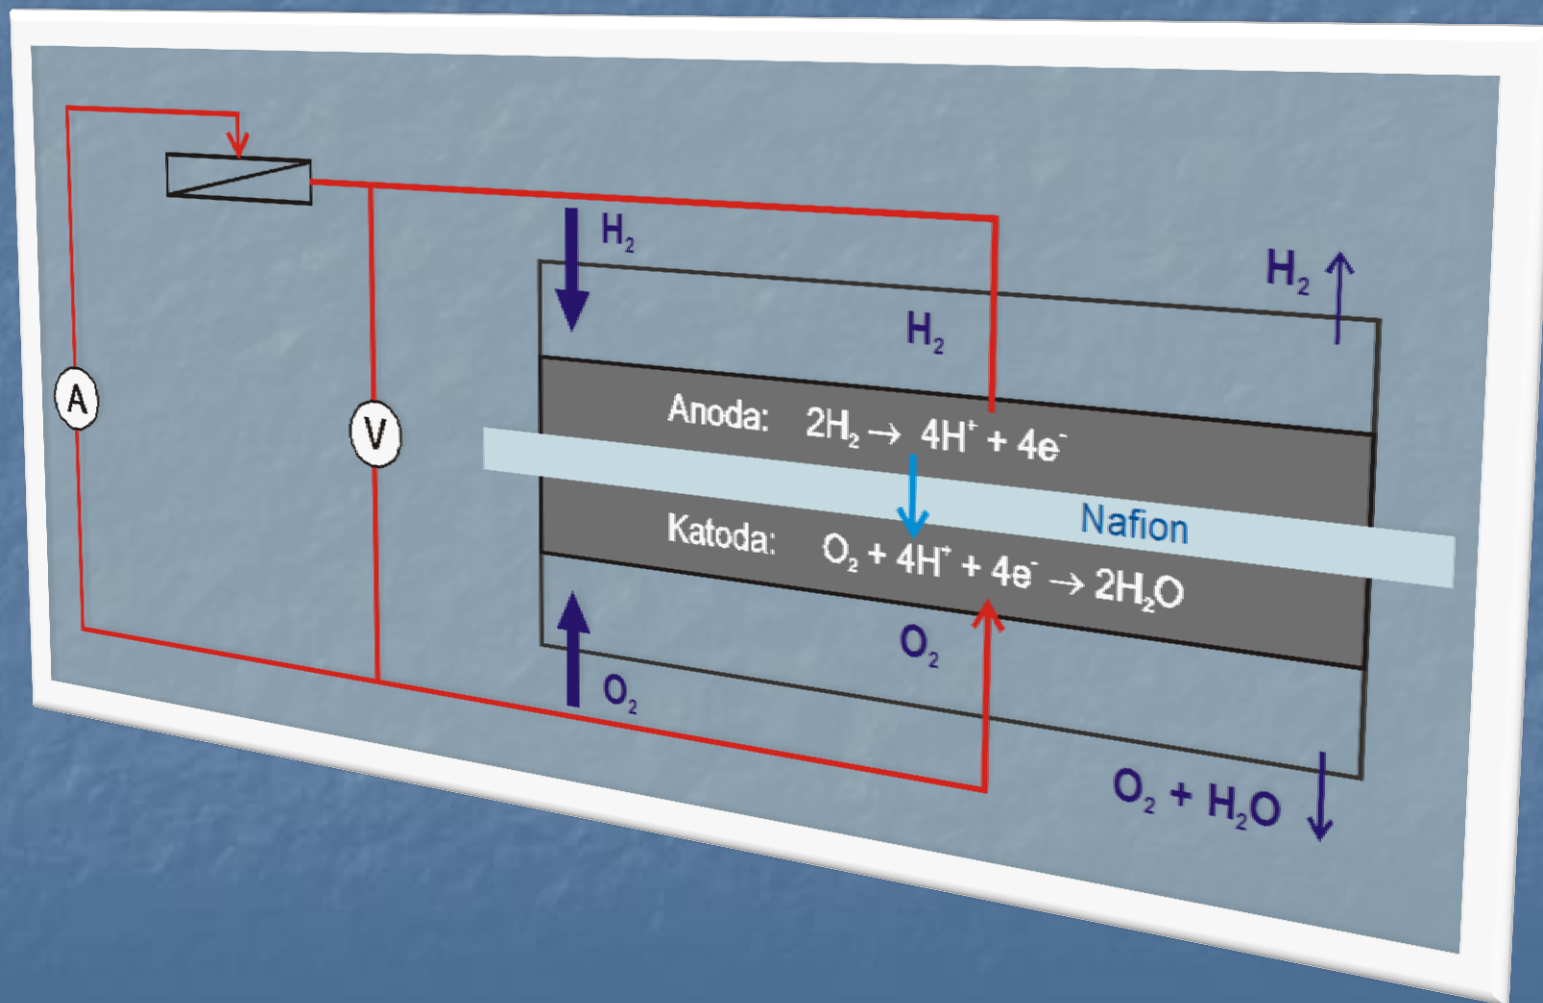 H₂
H₂
H₂
A
V
Anoda: 2H₂ → 4H⁺ + 4e⁻
Nafion
Katoda: O₂ + 4H⁺ + 4e⁻ → 2H₂O
O₂
O₂
O₂ + H₂O